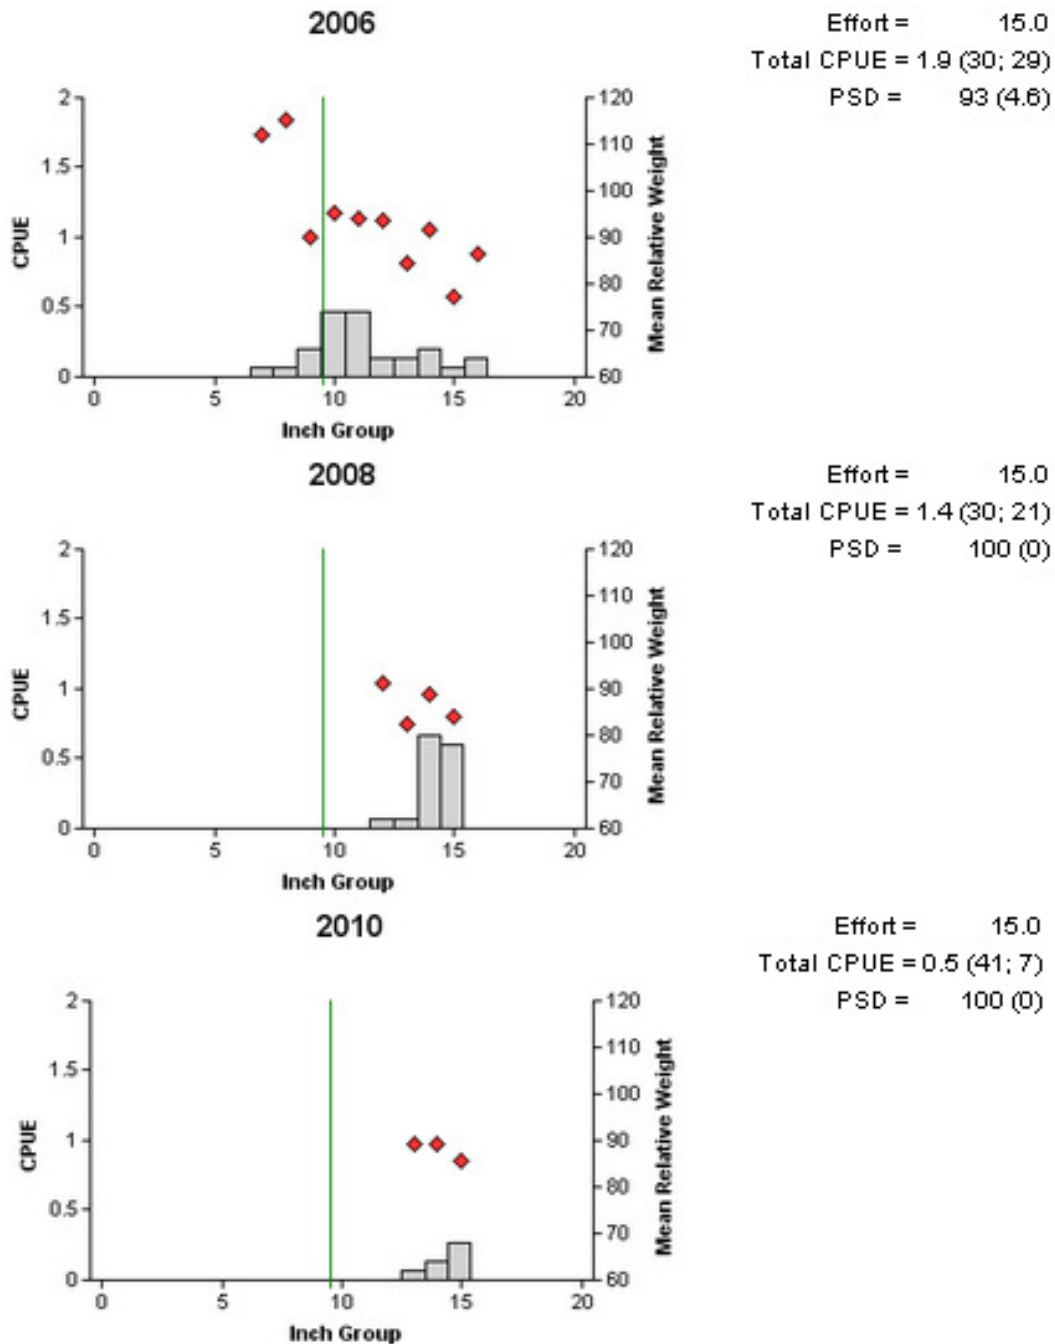 2006
Effort = 15.0
Total CPUE = 1.9 (30; 29)
PSD = 93 (4.6)
2 120
110
1.5
100
CPUE 1 90 Mean Relative Weight
80
0.5
70
0 60
0 5 10 15 20
Inch Group
2008
Effort = 15.0
Total CPUE = 1.4 (30; 21)
PSD = 100 (0)
2 120
110
1.5
100
CPUE 1 90 Mean Relative Weight
80
0.5
70
0 60
0 5 10 15 20
Inch Group
2010
Effort = 15.0
Total CPUE = 0.5 (41; 7)
PSD = 100 (0)
2 120
110
1.5
100
CPUE 1 90 Mean Relative Weight
80
0.5
70
0 60
0 5 10 15 20
Inch Group